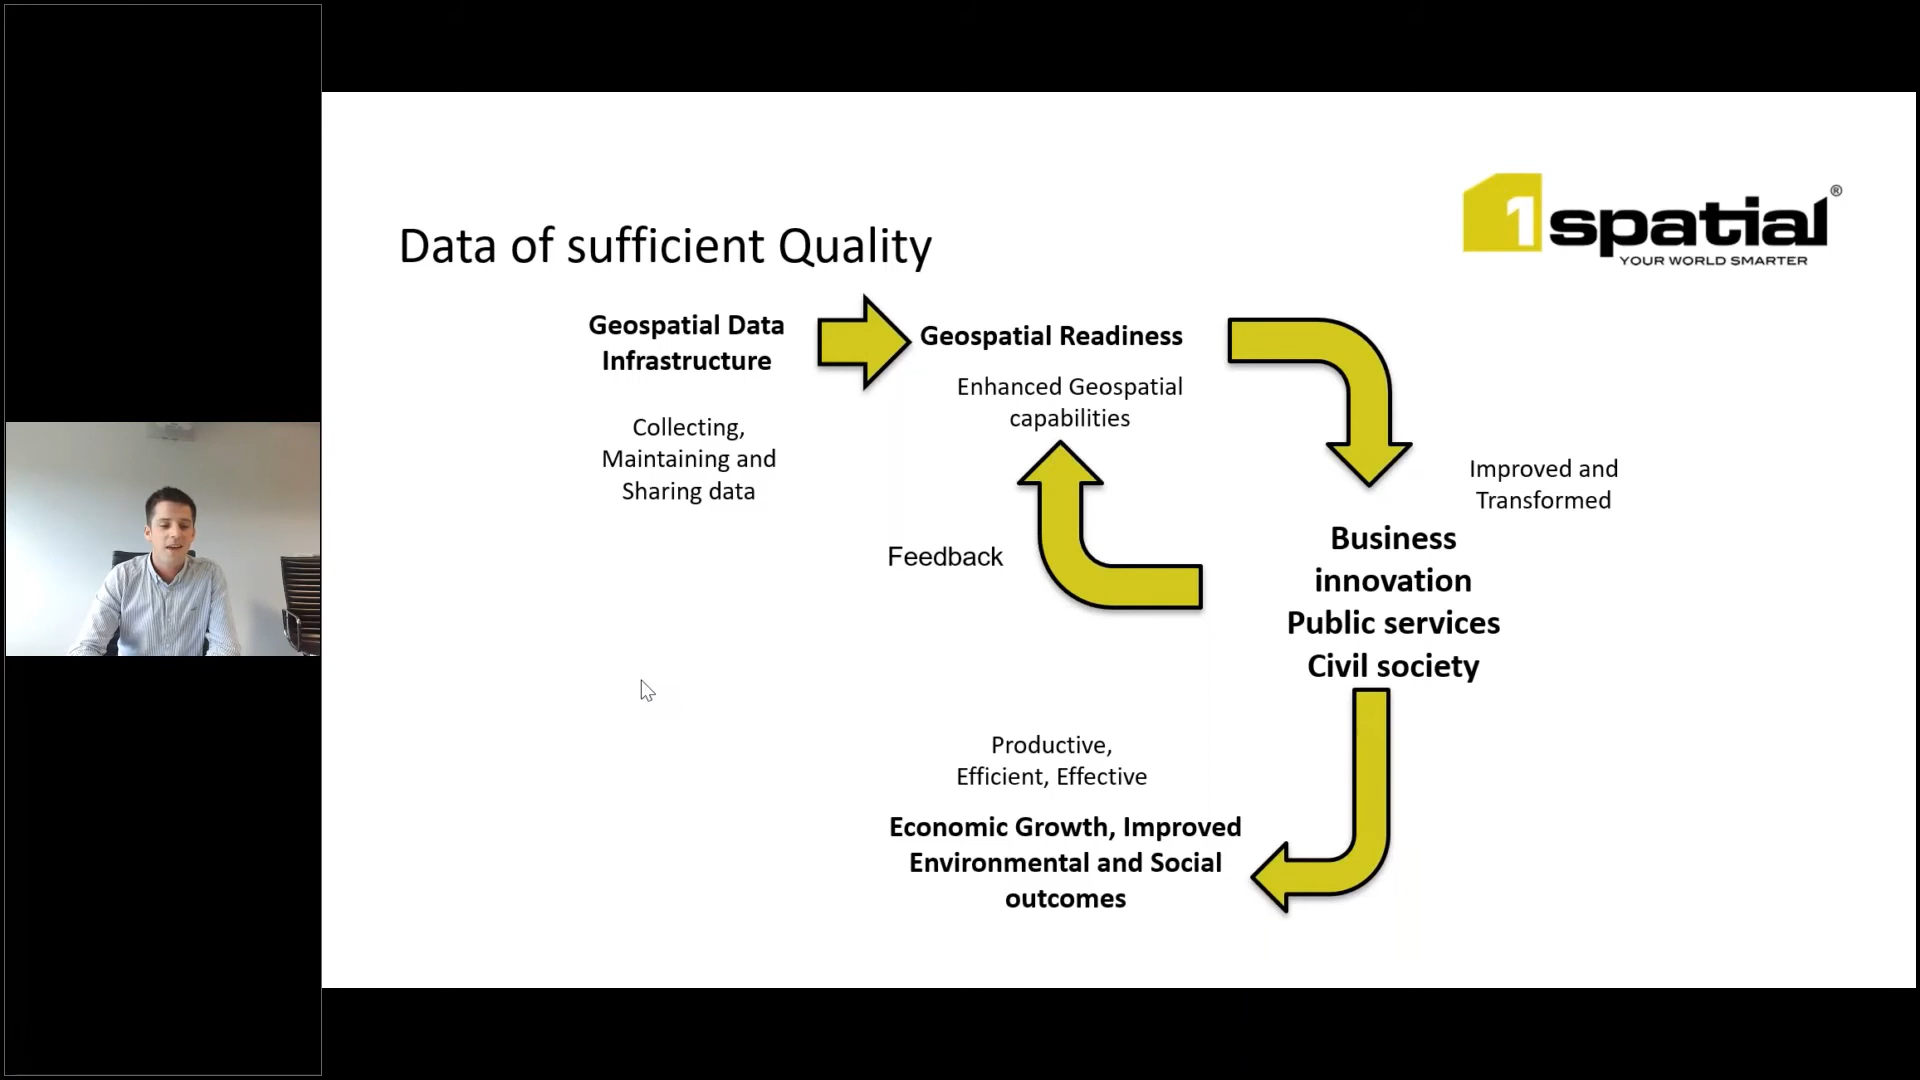 1spatial®
YOUR WORLD SMARTER
Data of sufficient Quality
Geospatial Data
Infrastructure
Collecting,
Maintaining and
Sharing data
Geospatial Readiness
Enhanced Geospatial
capabilities
Feedback
Improved and
Transformed
Business
innovation
Public services
Civil society
Productive,
Efficient, Effective
Economic Growth, Improved
Environmental and Social
outcomes